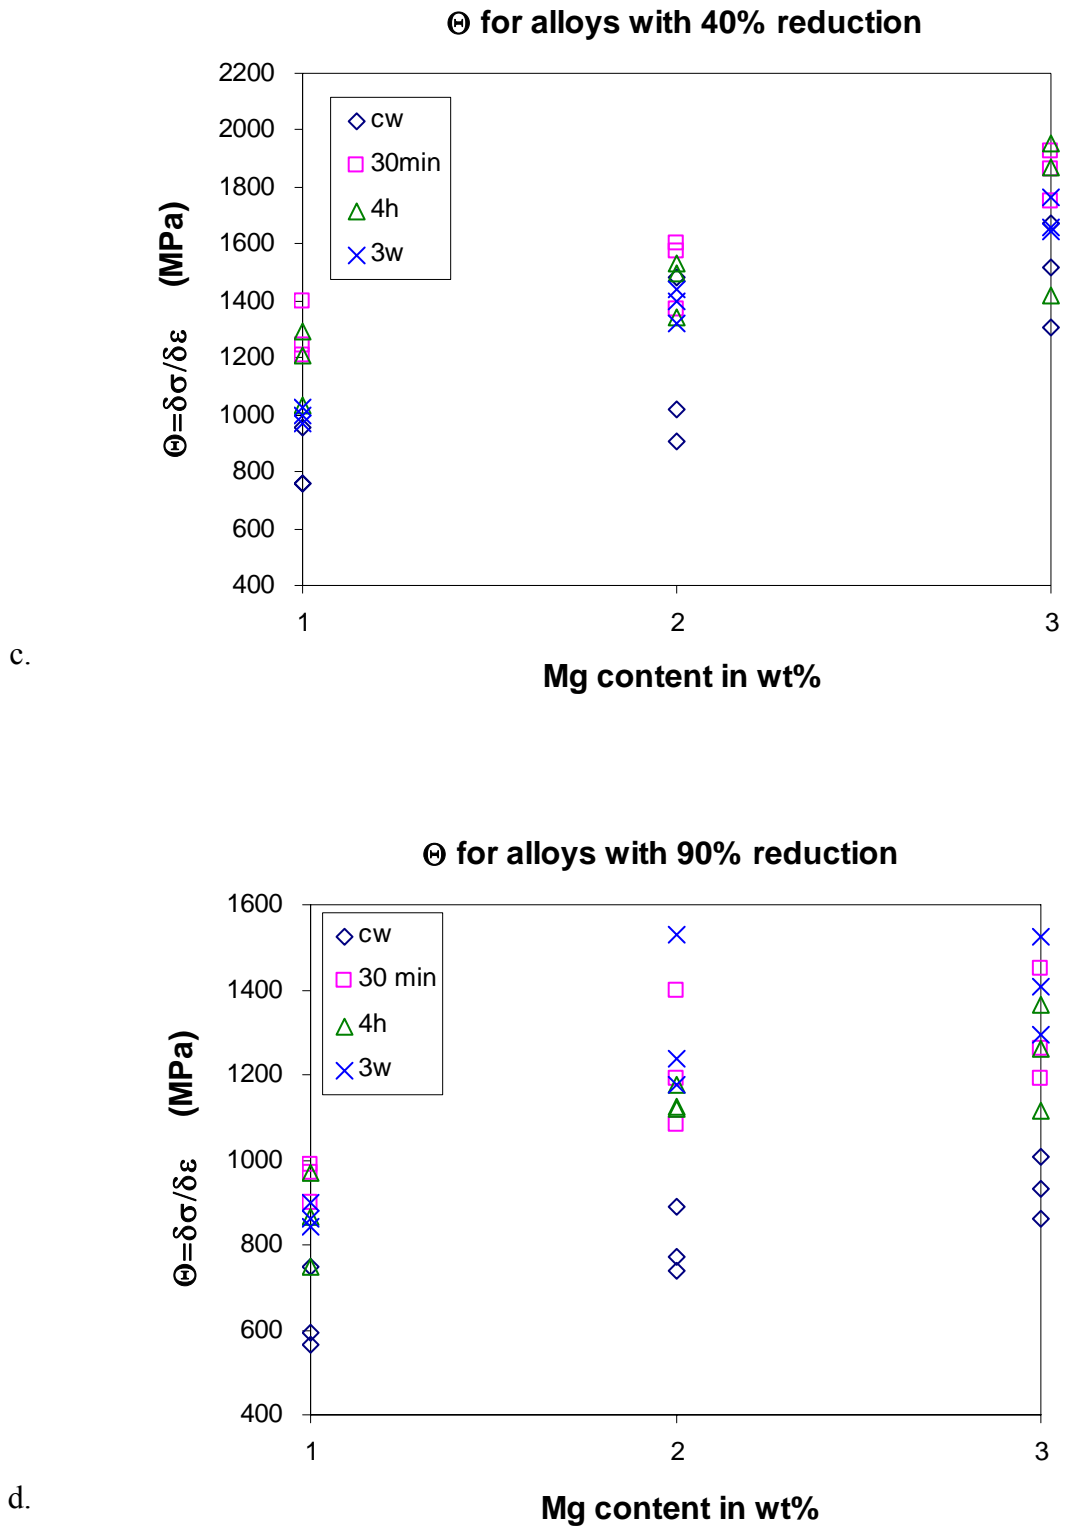 Θ for alloys with 40% reduction
2200
2000
1800
1600
1400
1200
1000
800
600
400
Θ=δσ/δε (MPa)
cw
30min
4h
3w
1 2 3
Mg content in wt%
c.
Θ for alloys with 90% reduction
1600
1400
1200
1000
800
600
400
Θ=δσ/δε (MPa)
cw
30 min
4h
3w
1 2 3
Mg content in wt%
d.